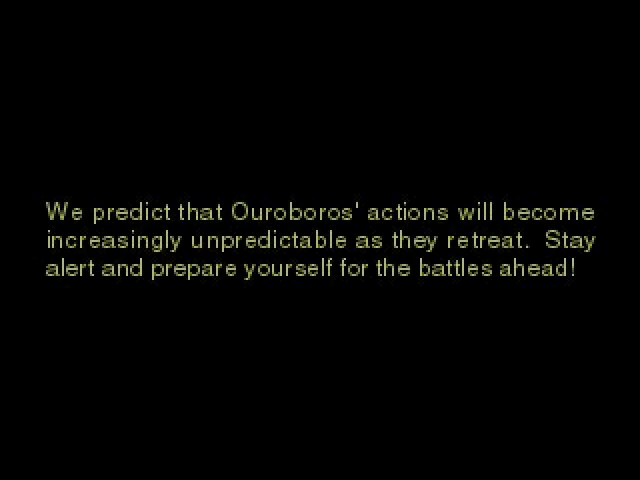 We predict that Ouroboros' actions will become
increasingly unpredictable as they retreat.  Stay
alert and prepare yourself for the battles ahead!